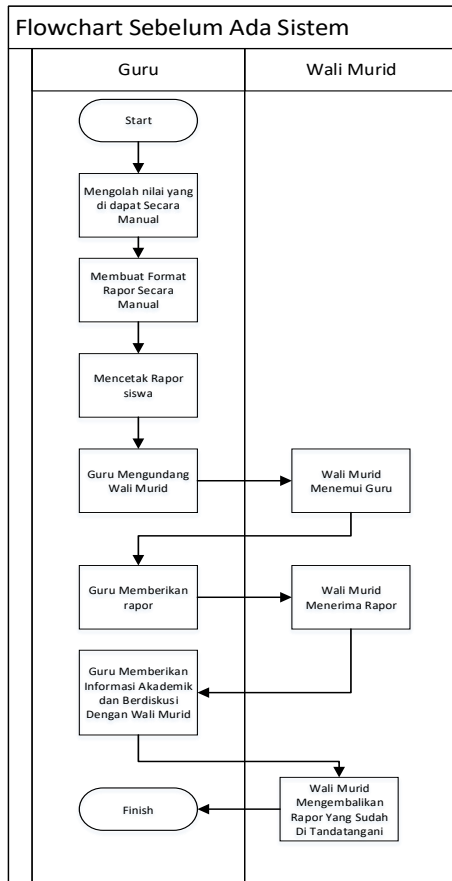 Flowchart Sebelum Ada Sistem
Guru
Wali Murid
Start
Mengolah nilai yang
di dapat Secara
Manual
Membuat Format
Rapor Secara
Manual
Mencetak Rapor
siswa
Guru Mengundang
Wali Murid
Wali Murid
Menemui Guru
Guru Memberikan
rapor
Wali Murid
Menerima Rapor
Guru Memberikan
Informasi Akademik
dan Berdiskusi
Dengan Wali Murid
Wali Murid
Mengembalikan
Rapor Yang Sudah
Di Tandatangani
Finish